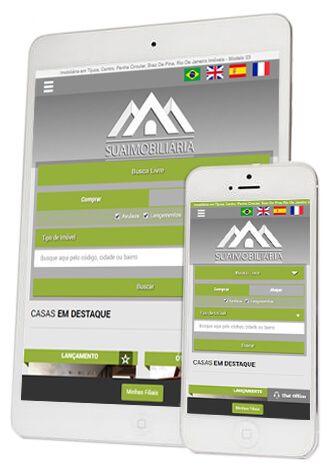 Imobiliária em Tijuca, Centro, Penha Circular, Braz De Pina, Rio De Janeiro Imóveis - Modelo 03
SUAIMOBILIÁRIA
Busca Livre
Comprar
Avulsos Lançamentos
Tipo de Imóvel
Busque aqui pelo código, cidade ou bairro
Buscar
CASAS EM DESTAQUE
LANÇAMENTO
Minhas Filiais
Imobiliária em Tijuca, Centro, Penha Circular, Braz De Pina, Rio De Janeiro
SUAIMOBILIÁRIA
Busca Livre
Comprar Alugar
Avulsos Lançamentos
Tipo de Imóvel
Busque aqui pelo código, cidade ou bairro
Buscar
CASAS EM DESTAQUE
LANÇAMENTO
Chat Offline
Minhas Filiais